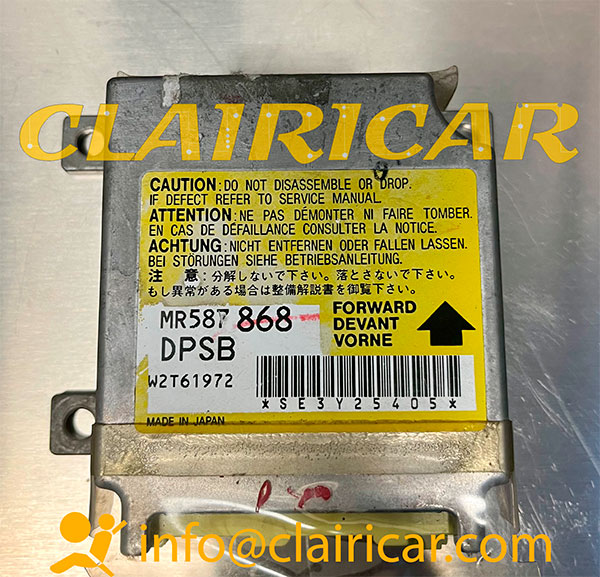 CLAIRICAR
CAUTION: DO NOT DISASSEMBLE OR DROP.
IF DEFECT REFER TO SERVICE MANUAL.
ATTENTION: NE PAS DÉMONTER NI FAIRE TOMBER.
EN CAS DE DÉFAILLANCE CONSULTER LA NOTICE.
ACHTUNG: NICHT ENTFERNEN ODER FALLEN LASSEN.
BEI STÖRUNGEN SIEHE BETRIEBSANLEITUNG.
注 意: 分解しないで下さい。落とさないで下さい。
もし異常がある場合は整備解説書を御覧下さい。
MR587868
DPSB
W2T61972
FORWARD
DEVANT
VORNE
*SE3Y25405*
MADE IN JAPAN
info@clairicar.com